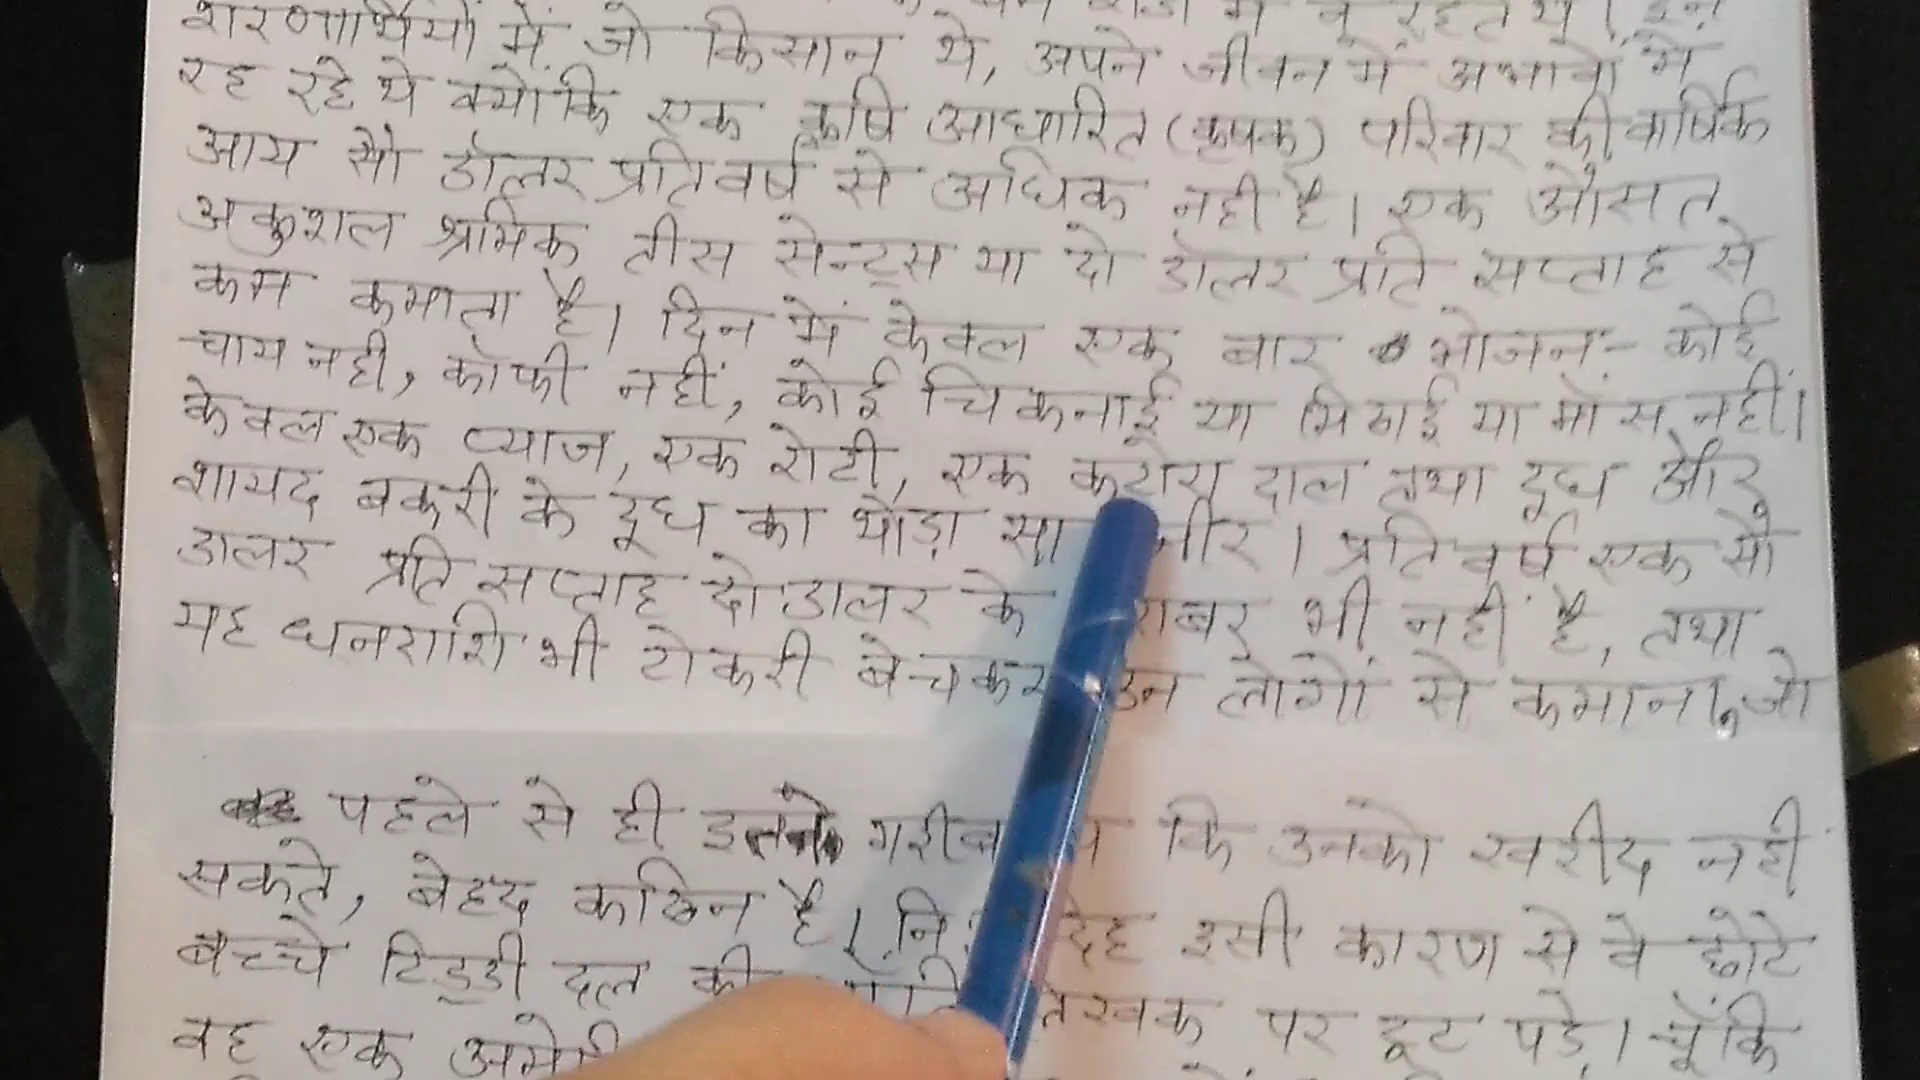 शरणार्थियों में जो किसान थे, अपने जीवन में अभावों में
रह रहे थे क्योंकि एक कृषि आधारित (कृषक) परिवार की वार्षिक
आय सौ डॉलर प्रतिवर्ष से अधिक नही है। एक औसत
अकुशल श्रमिक तीस सेन्ट्स या दो डॉलर प्रति सप्ताह से
कम कमाता है। दिन में केवल एक बार भोजन - कोई
चाय नही, कॉफी नहीं, कोई चिकनाई या मिठाई या माँस नहीं।
केवल एक प्याज, एक रोटी, एक कटोरा दाल तथा दूध और
शायद बकरी के दूध का थोड़ा सा नीर । प्रति वर्ष एक सौ
डालर प्रति सप्ताह दो डालर के राबर भी नहीं है, तथा
यह धनराशि भी टोकरी बेचकर उन लोगों से कमाना, जो
पहले से ही इतने गरीब कि उनको खरीद नही
सकते, बेहद कठिन है। नि: देह इसी कारण से वे छोटे
बच्चे टिड्डी दल की लेखक पर टूट पड़े। चूँकि
वह एक